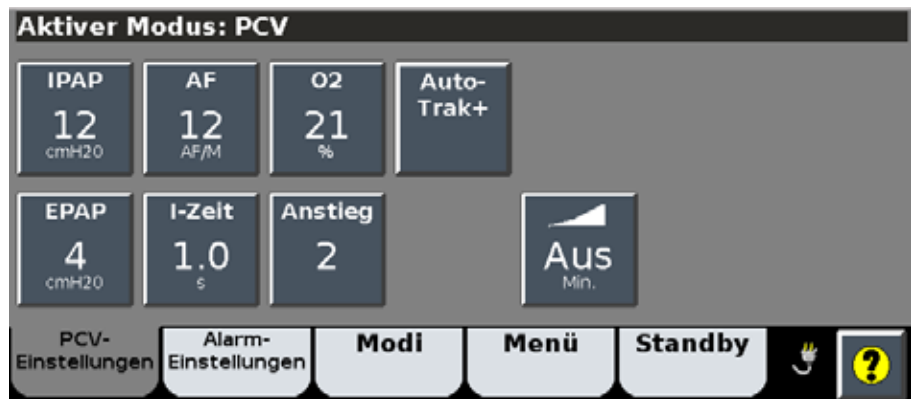 Aktiver Modus: PCV
IPAP
12
cmH20
AF
12
AF/M
O2
21
%
Auto-
Trak+
EPAP
4
cmH20
I-Zeit
1.0
s
Anstieg
2
Aus
Min.
PCV-
Einstellungen
Alarm-
Einstellungen
Modi
Menü
Standby
?